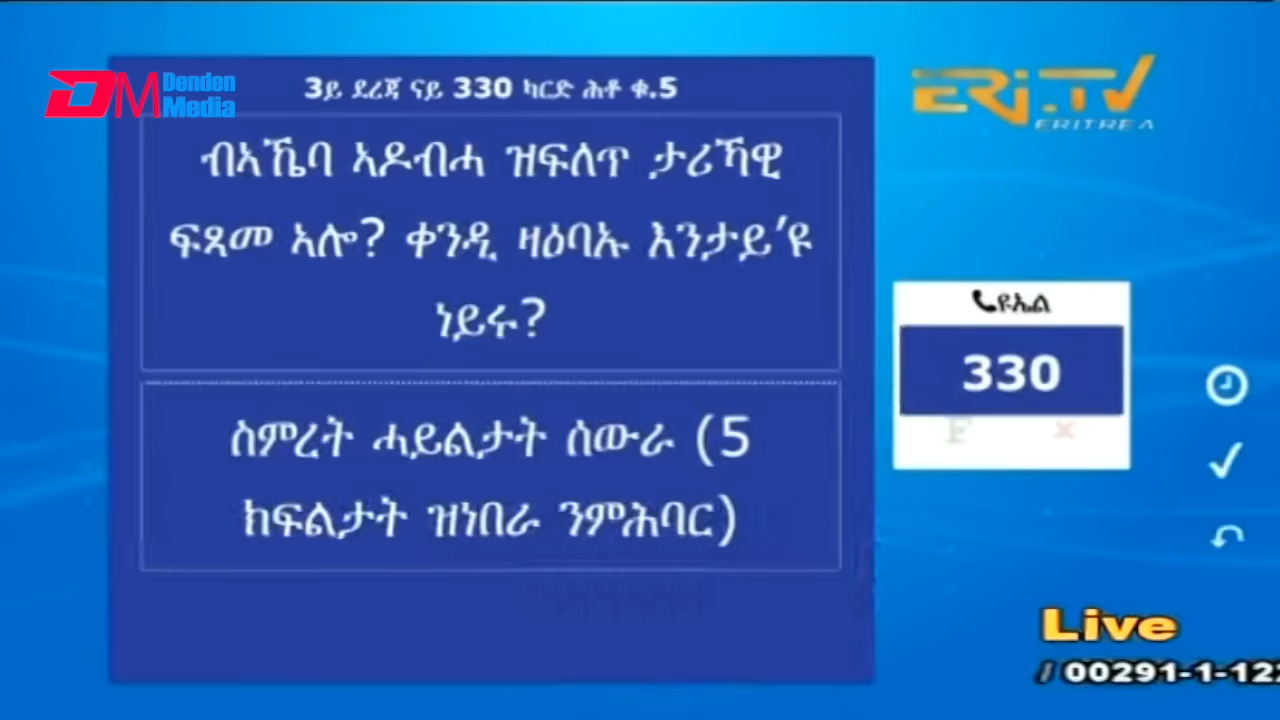 3ይ ደረጃ ናይ 330 ካርድ ሕቶ ቁ.5
Denden
Media
ERi.TV
ERITREA
ብኣኼባ ኣዶብሓ ዝፍለጥ ታሪኻዊ
ፍጻመ ኣሎ? ቀንዲ ዛዕባኡ እንታይ'ዩ
ነይሩ?
ስምረት ሓይልታት ሰውራ (5
ክፍልታት ዝነበራ ንምሕባር)
ዩኤል
330
F
Live
/ 00291-1-12